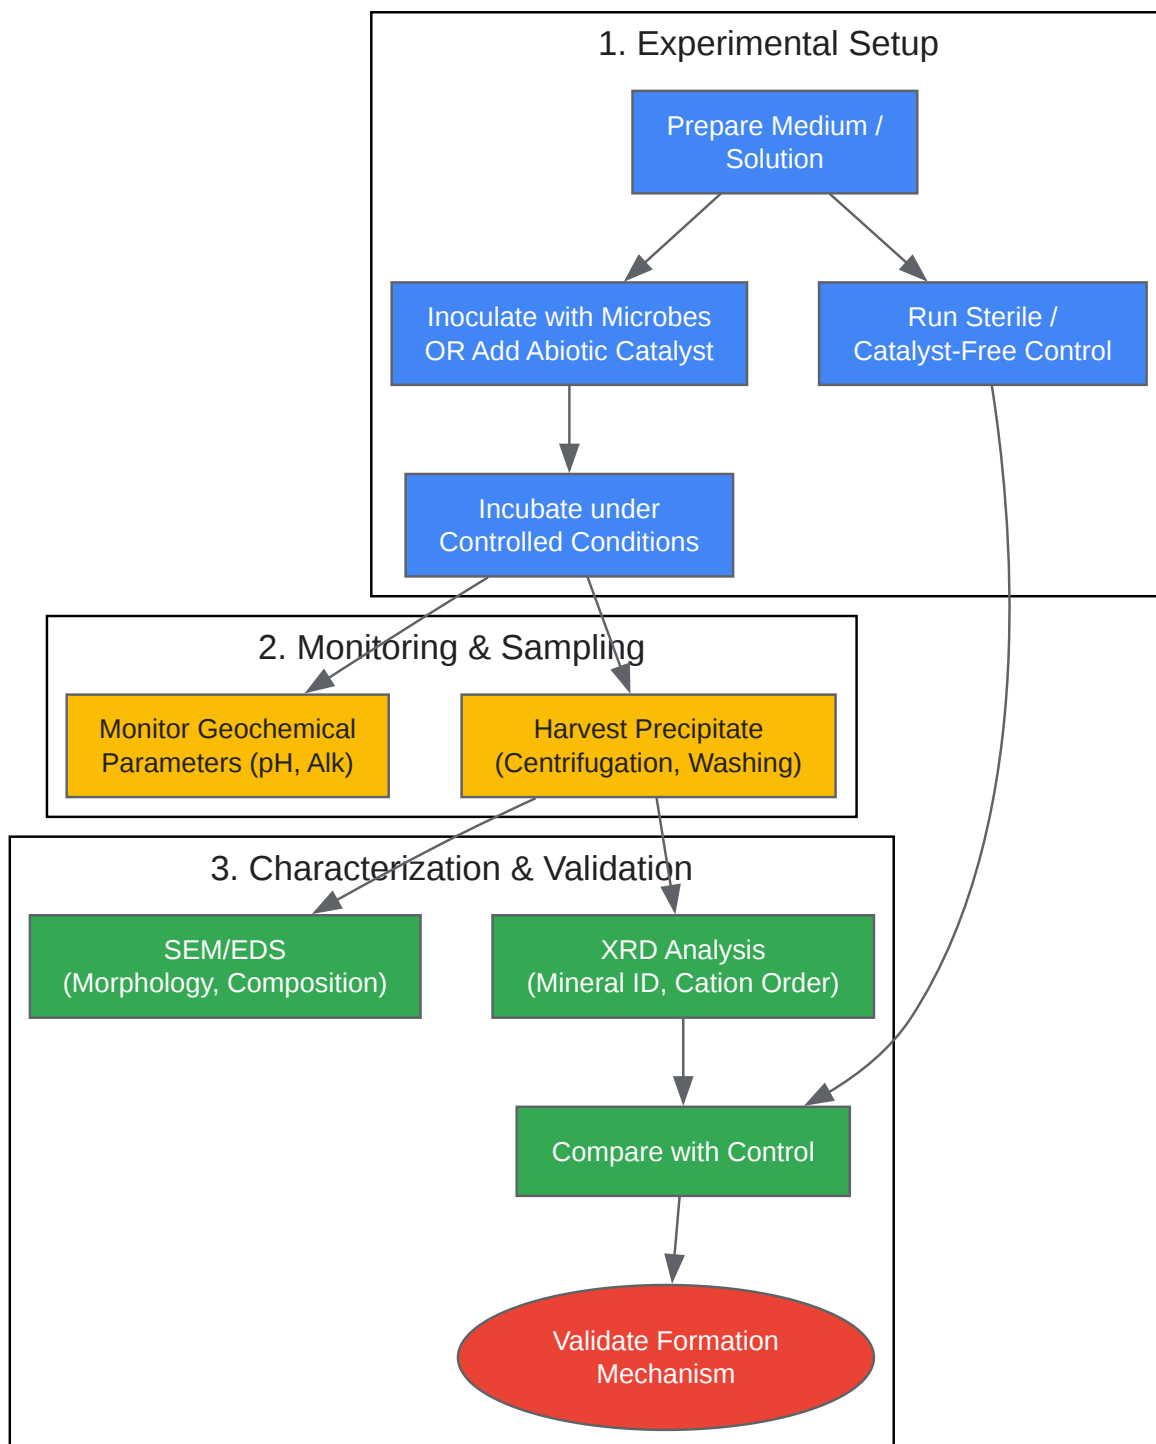 1. Experimental Setup
Prepare Medium /
Solution
Inoculate with Microbes
OR Add Abiotic Catalyst
Run Sterile /
Catalyst-Free Control
Incubate under
Controlled Conditions
2. Monitoring & Sampling
Monitor Geochemical
Parameters (pH, Alk)
Harvest Precipitate
(Centrifugation, Washing)
3. Characterization & Validation
SEM/EDS
(Morphology, Composition)
XRD Analysis
(Mineral ID, Cation Order)
Compare with Control
Validate Formation
Mechanism